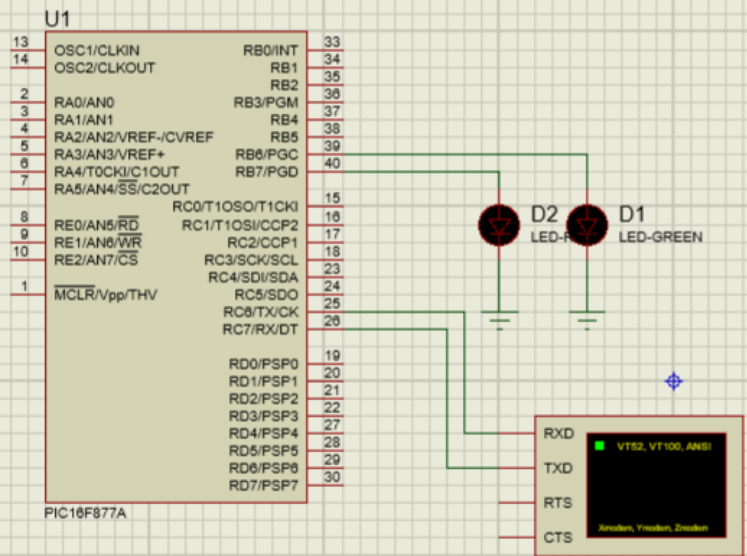 U1
13 OSC1/CLKIN RB0/INT 33
14 OSC2/CLKOUT RB1 34
RB2 35
2 RA0/AN0 RB3/PGM 36
3 RA1/AN1 RB4 37
4 RA2/AN2/VREF-/CVREF RB5 38
5 RA3/AN3/VREF+ RB6/PGC 39
6 RA4/T0CKI/C1OUT RB7/PGD 40
7 RA5/AN4/SS/C2OUT
RC0/T1OSO/T1CKI 15
8 RE0/AN5/RD RC1/T1OSI/CCP2 16
9 RE1/AN6/WR RC2/CCP1 17
10 RE2/AN7/CS RC3/SCK/SCL 18
RC4/SDI/SDA 23
1 MCLR/Vpp/THV RC5/SDO 24
RC6/TX/CK 25
RC7/RX/DT 26
RD0/PSP0 19
RD1/PSP1 20
RD2/PSP2 21
RD3/PSP3 22
RD4/PSP4 27
RD5/PSP5 28
RD6/PSP6 29
RD7/PSP7 30
PIC16F877A
D2
D1
LED-GREEN
RXD
TXD
RTS
CTS
VT52, VT100, ANSI
Xmodem, Ymodem, Zmodem